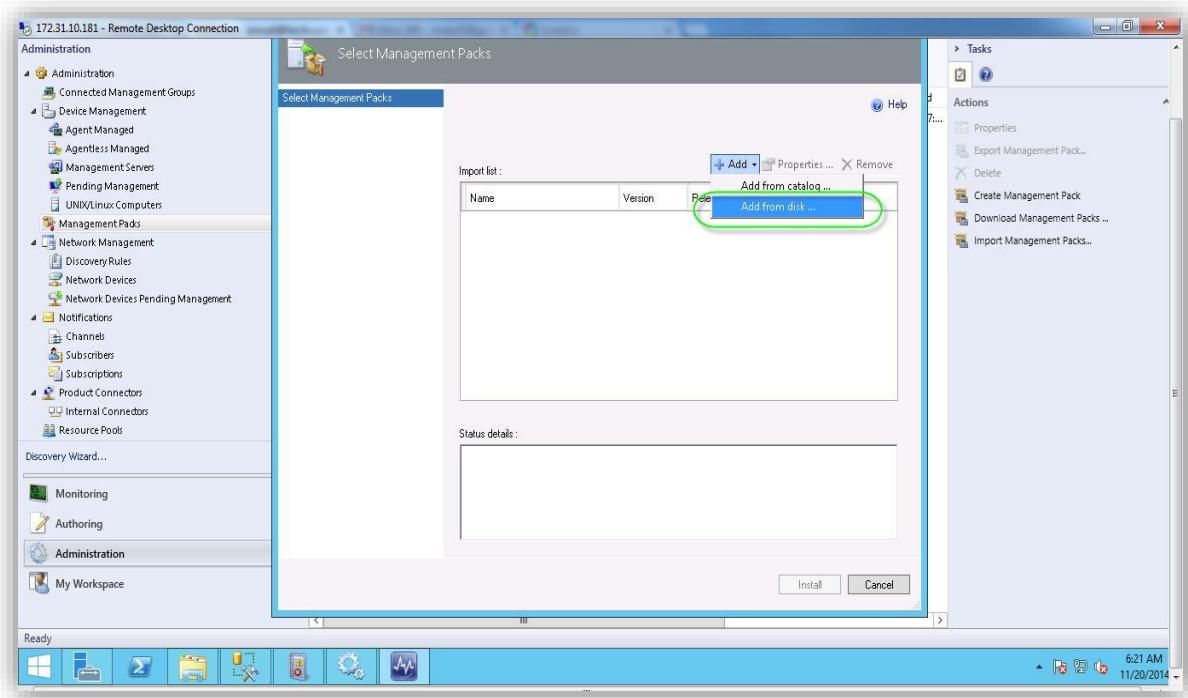 172.31.10.181 - Remote Desktop Connection
Administration
Administration
Connected Management Groups
Device Management
Agent Managed
Agentless Managed
Management Servers
Pending Management
UNIX/Linux Computers
Management Packs
Network Management
Discovery Rules
Network Devices
Network Devices Pending Management
Notifications
Channels
Subscribers
Subscriptions
Product Connectors
Internal Connectors
Resource Pools
Discovery Wizard...
Monitoring
Authoring
Administration
My Workspace
Ready
Select Management Packs
Select Management Packs
Help
Import list :
Add Properties ... Remove
Add from catalog ...
Add from disk ...
Name Version Rele
Status details :
Install Cancel
d
7:...
Tasks
Actions
Properties
Export Management Pack...
Delete
Create Management Pack
Download Management Packs ...
Import Management Packs...
6:21 AM
11/20/2014